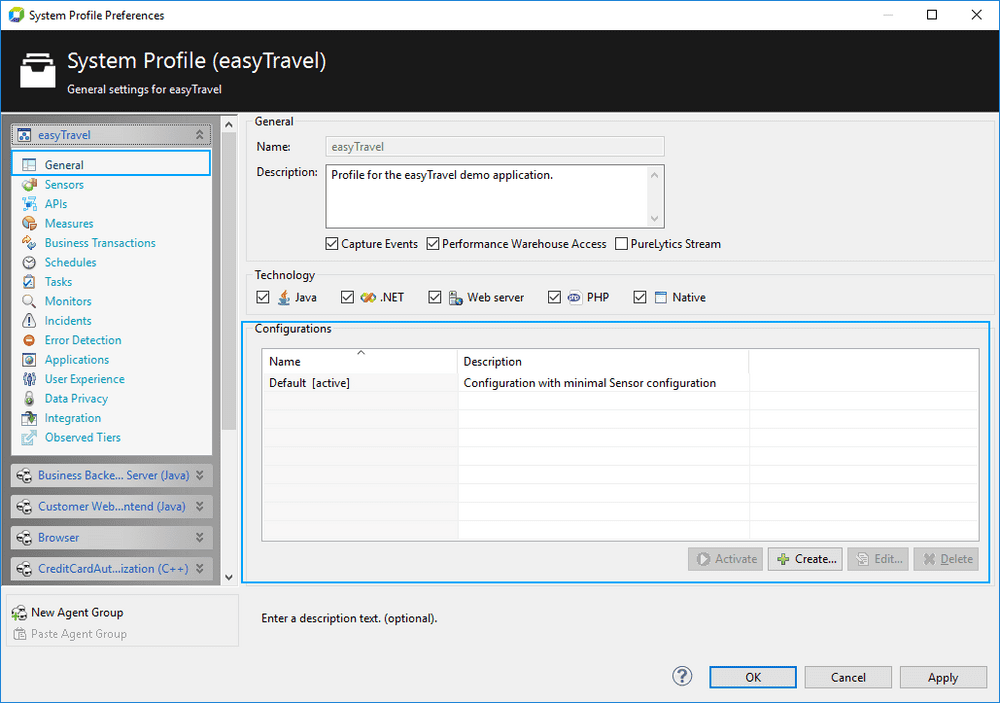 System Profile Preferences
System Profile (easyTravel)
General settings for easyTravel
easyTravel
General
Sensors
APIs
Measures
Business Transactions
Schedules
Tasks
Monitors
Incidents
Error Detection
Applications
User Experience
Data Privacy
Integration
Observed Tiers
Business Backe... Server (Java)
Customer Web...ntend (Java)
Browser
CreditCardAut...ization (C++)
New Agent Group
Paste Agent Group
General
Name: easyTravel
Description: Profile for the easyTravel demo application.
Capture Events Performance Warehouse Access PureLytics Stream
Technology
Java .NET Web server php PHP Native
Configurations
Name Description
Default [active] Configuration with minimal Sensor configuration
Activate Create... Edit... Delete
Enter a description text. (optional).
? OK Cancel Apply